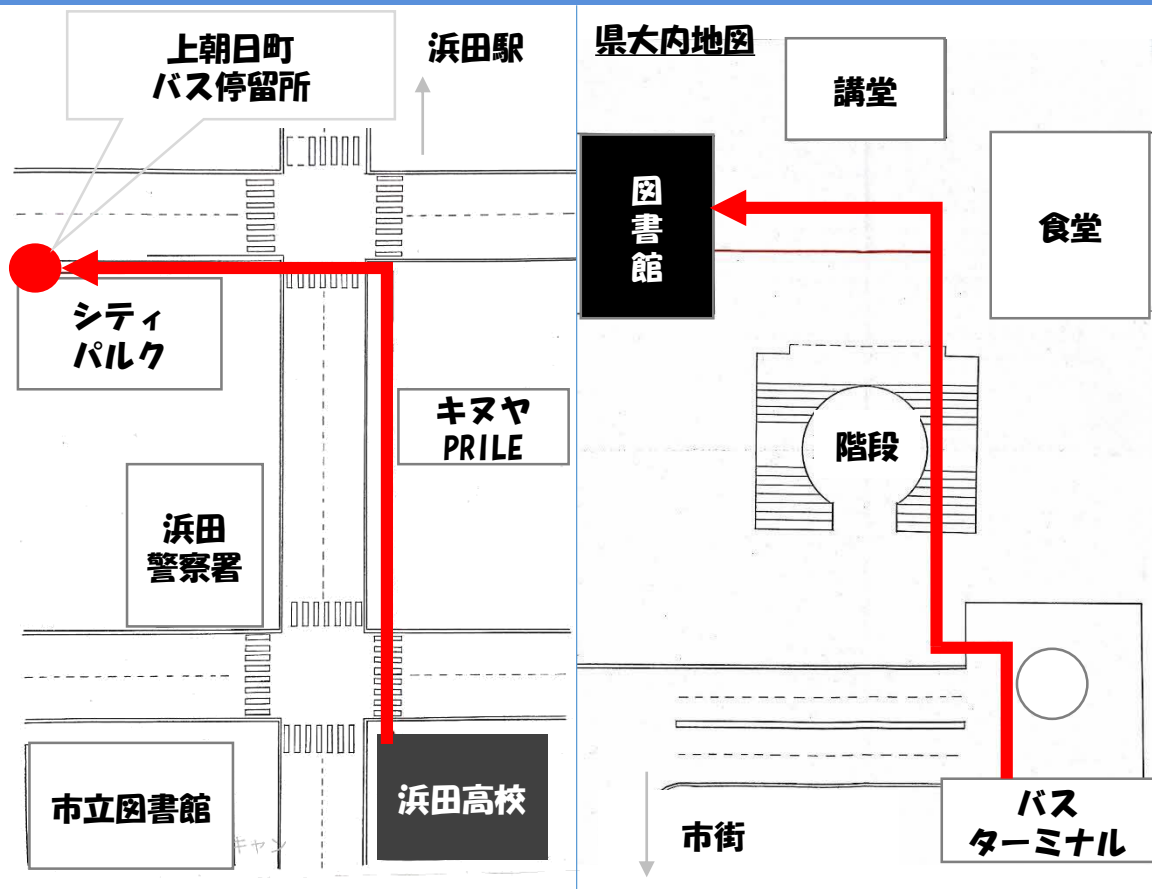 上朝日町
バス停留所
浜田駅
シティ
パルク
キヌヤ
PRILE
浜田
警察署
市立図書館
浜田高校
キャン
県大内地図
講堂
図書館
食堂
階段
バス
ターミナル
市街